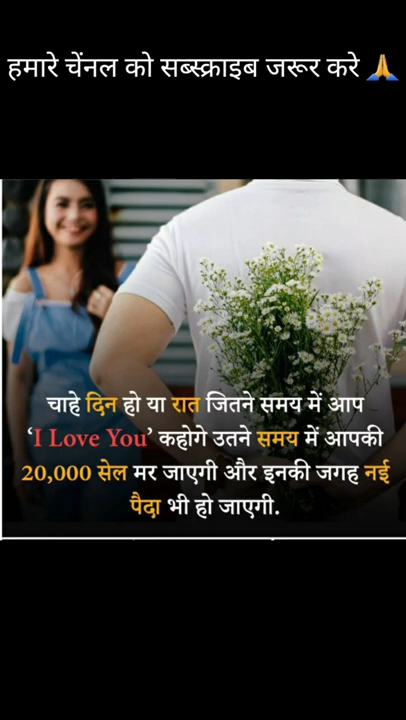 हमारे चेंनल को सब्स्क्राइब जरूर करे 🙏
चाहे दिन हो या रात जितने समय में आप
‘I Love You’ कहोगे उतने समय में आपकी
20,000 सेल मर जाएगी और इनकी जगह नई
पैदा भी हो जाएगी.